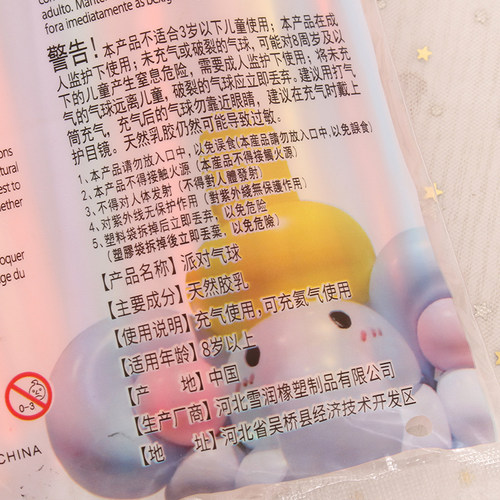 adulto.
fora imediatamente as
警告！本产品不适合3岁以下儿童使用；本产品在成
人监护下使用；未充气或破裂的气球，可能对8周岁及以
下的儿童产生窒息危险，需要成人监护下使用；将未充
气的气球远离儿童，破裂的气球应立即丢弃。建议用打气
筒充气，充气后的气球勿靠近眼睛，建议在充气时戴上
护目镜。天然乳胶仍然可能导致过敏。
1、本产品请勿放入口中，以免误食(本產品請勿放入口中，以免誤食)
2、本产品不得接触火源 (本產品不得接觸火源)
3、不得对人体发射 (不得對人體發射)
4、对紫外线无保护作用 (對紫外線無保護作用)
5、塑料袋拆掉后立即丢弃，以免危险
(塑膠袋拆掉後立即丟棄，以免危險)
【产品名称】派对气球
【主要成分】天然胶乳
【使用说明】充气使用，可充氦气使用
【适用年龄】8岁以上
【产 地】中国
【生产厂商】河北雪润橡塑制品有限公司
【地 址】河北省吴桥县经济技术开发区
0-3
CHINA